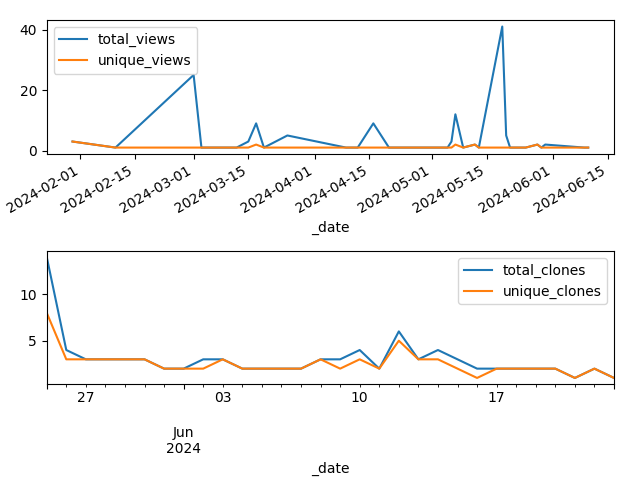 40
20
0
total_views
unique_views
2024-02-01
2024-02-15
2024-03-01
2024-03-15
2024-04-01
2024-04-15
2024-05-01
2024-05-15
2024-06-01
2024-06-15
_date
10
5
total_clones
unique_clones
27
03
10
17
Jun
2024
_date